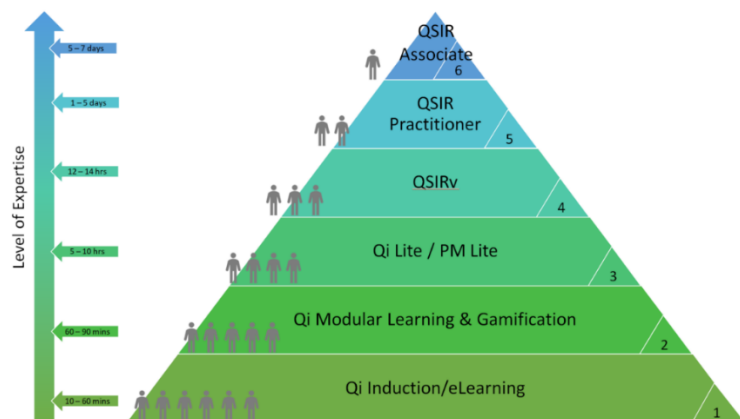 QSIR
Associate
6
5 – 7 days
QSIR
Practitioner
5
1 – 5 days
QSIRv
4
12 – 14 hrs
Qi Lite / PM Lite
3
5 – 10 hrs
Qi Modular Learning & Gamification
2
60 – 90 mins
Qi Induction/eLearning
1
10 – 60 mins
Level of Expertise